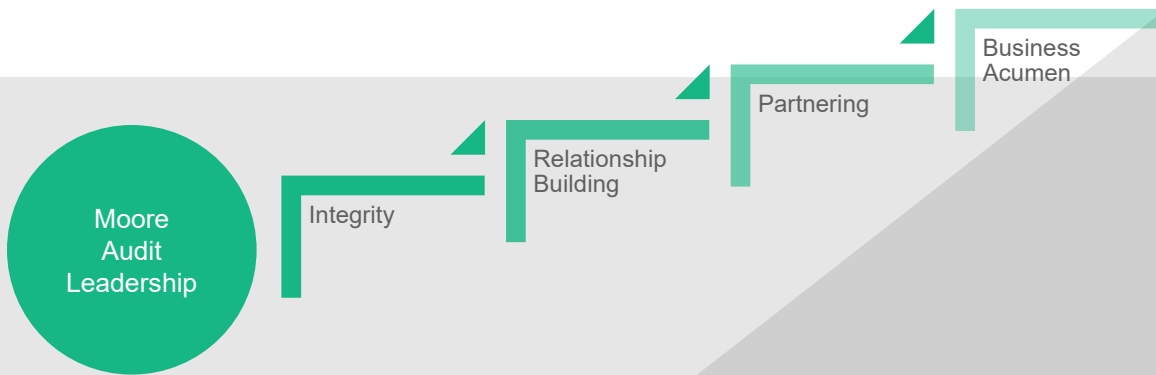 Moore
Audit
Leadership
Integrity
Relationship
Building
Partnering
Business
Acumen